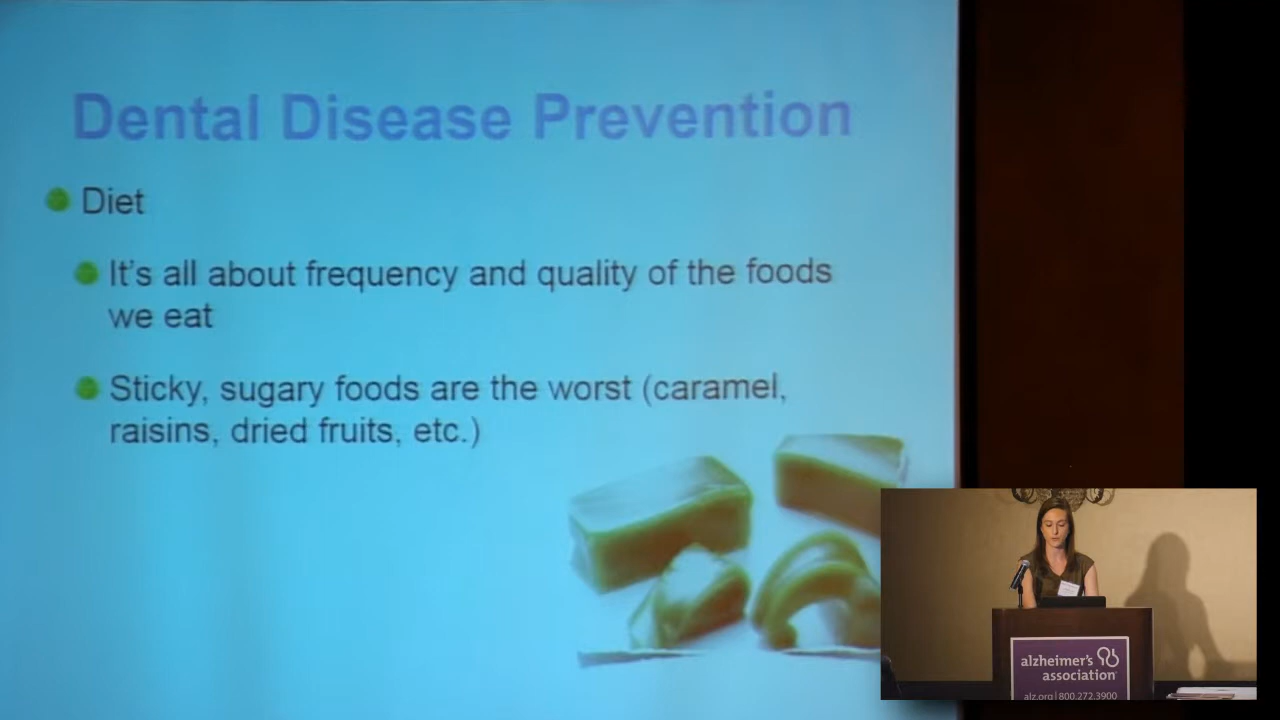 Dental Disease Prevention
Diet
It's all about frequency and quality of the foods
we eat
Sticky, sugary foods are the worst (caramel,
raisins, dried fruits, etc.)
alzheimer's
association
alz.org | 800.272.3900